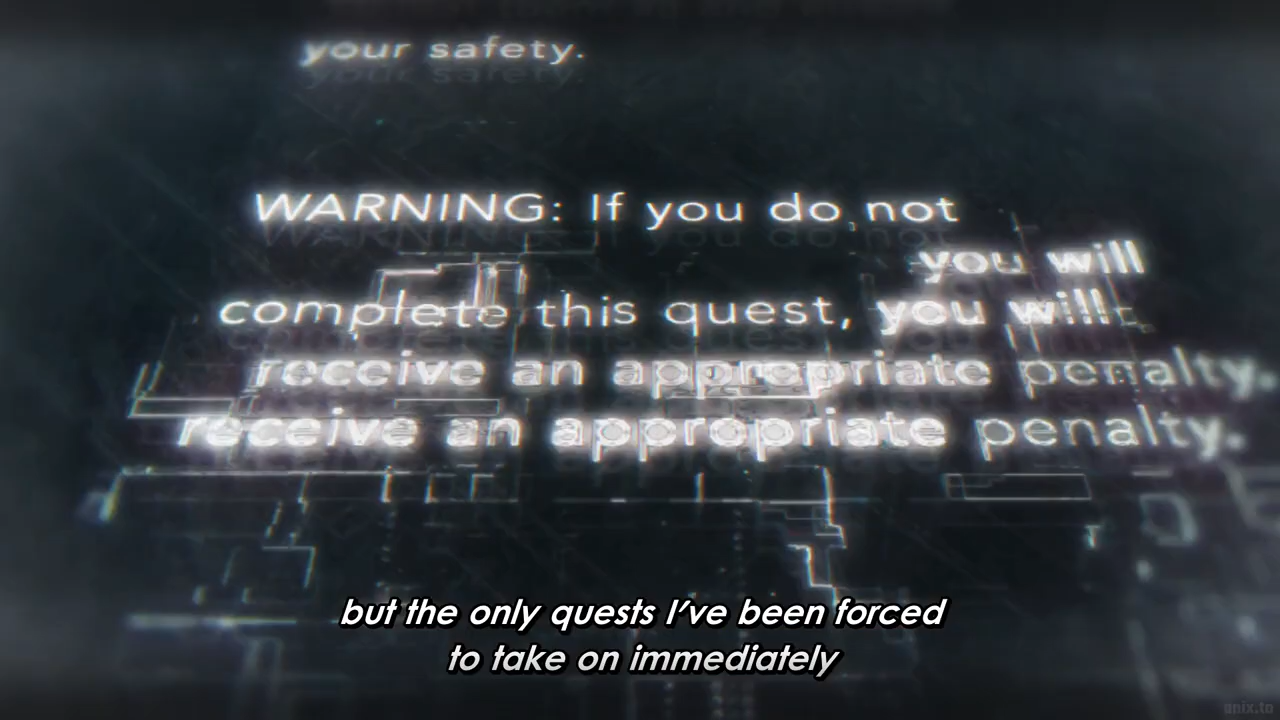 your safety.
WARNING: If you do not
you will
complete this quest, you will
receive an appropriate penalty.
receive an appropriate penalty.
but the only quests I've been forced
to take on immediately
anix.to